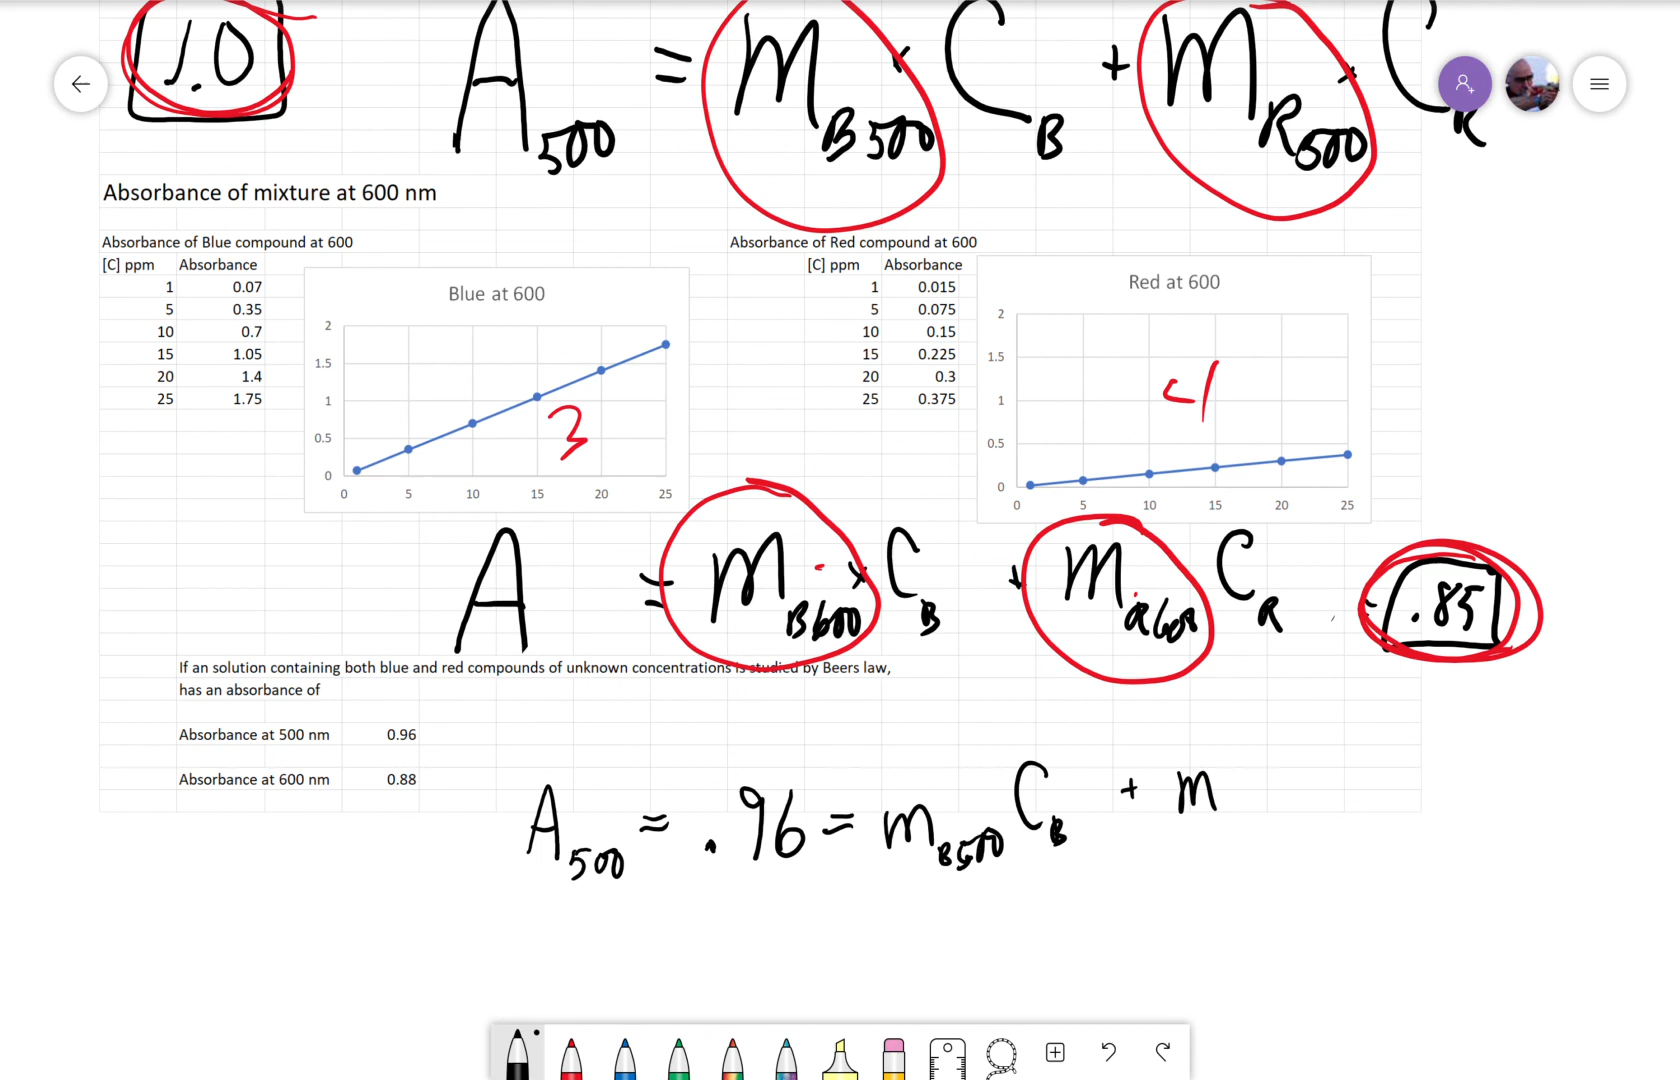 1.0 A500 = mB500 × CB + mR500 × CR
Absorbance of mixture at 600 nm
Absorbance of Blue compound at 600
[C] ppm Absorbance
1 0.07
5 0.35
10 0.7
15 1.05
20 1.4
25 1.75
Blue at 600
2
1.5
1
0.5
0
0 5 10 15 20 25
3
Absorbance of Red compound at 600
[C] ppm Absorbance
1 0.015
5 0.075
10 0.15
15 0.225
20 0.3
25 0.375
Red at 600
2
1.5
1
0.5
0
0 5 10 15 20 25
4
A = mB600 × CB + mR600 CR .85
If an solution containing both blue and red compounds of unknown concentrations is studied by Beers law,
has an absorbance of
Absorbance at 500 nm 0.96
Absorbance at 600 nm 0.88
A500 = .96 = mB500 CB + m